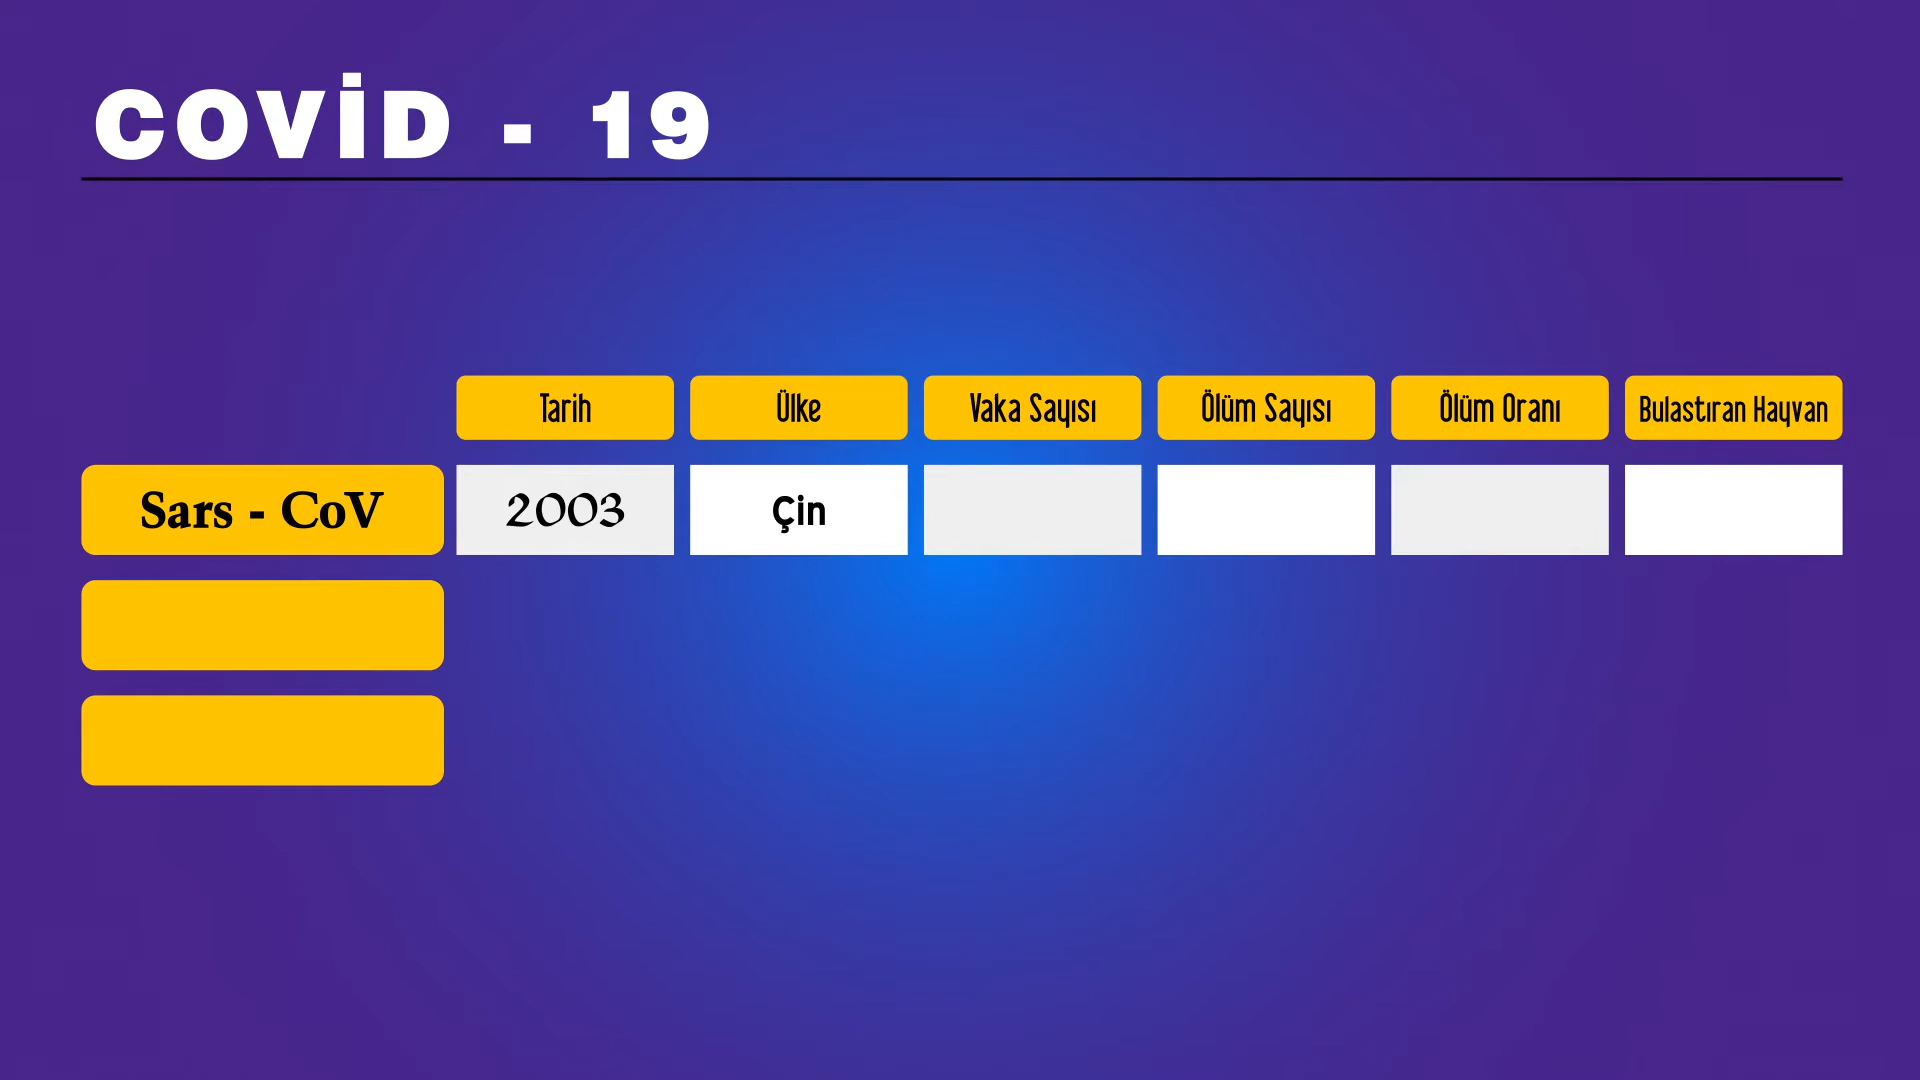 COVİD - 19
Tarih Ülke Vaka Sayısı Ölüm Sayısı Ölüm Oranı Bulastıran Hayvan
Sars - CoV 2003 Çin